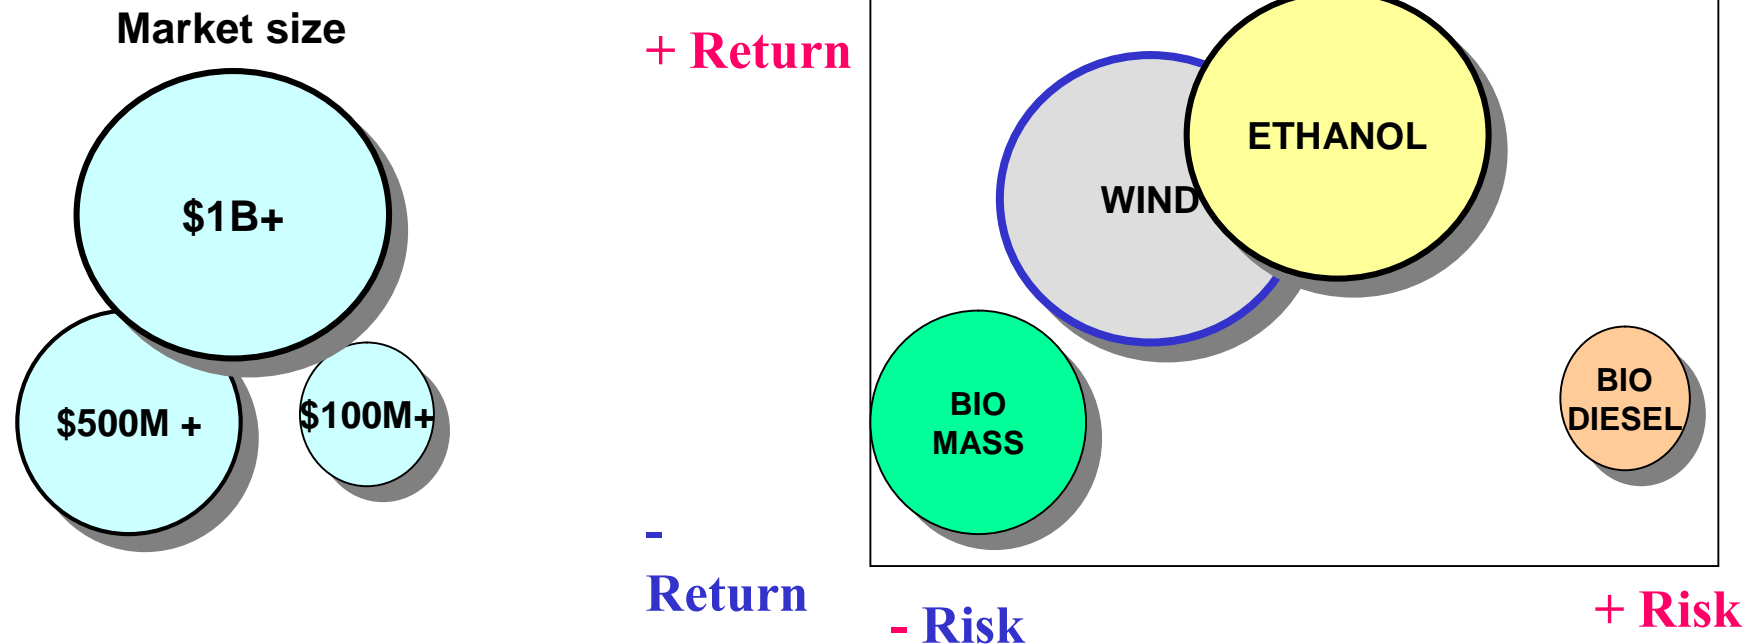 Market size
$1B+
$500M +
$100M+
+ Return
-
Return
WIND
ETHANOL
BIO
MASS
BIO
DIESEL
- Risk
+ Risk